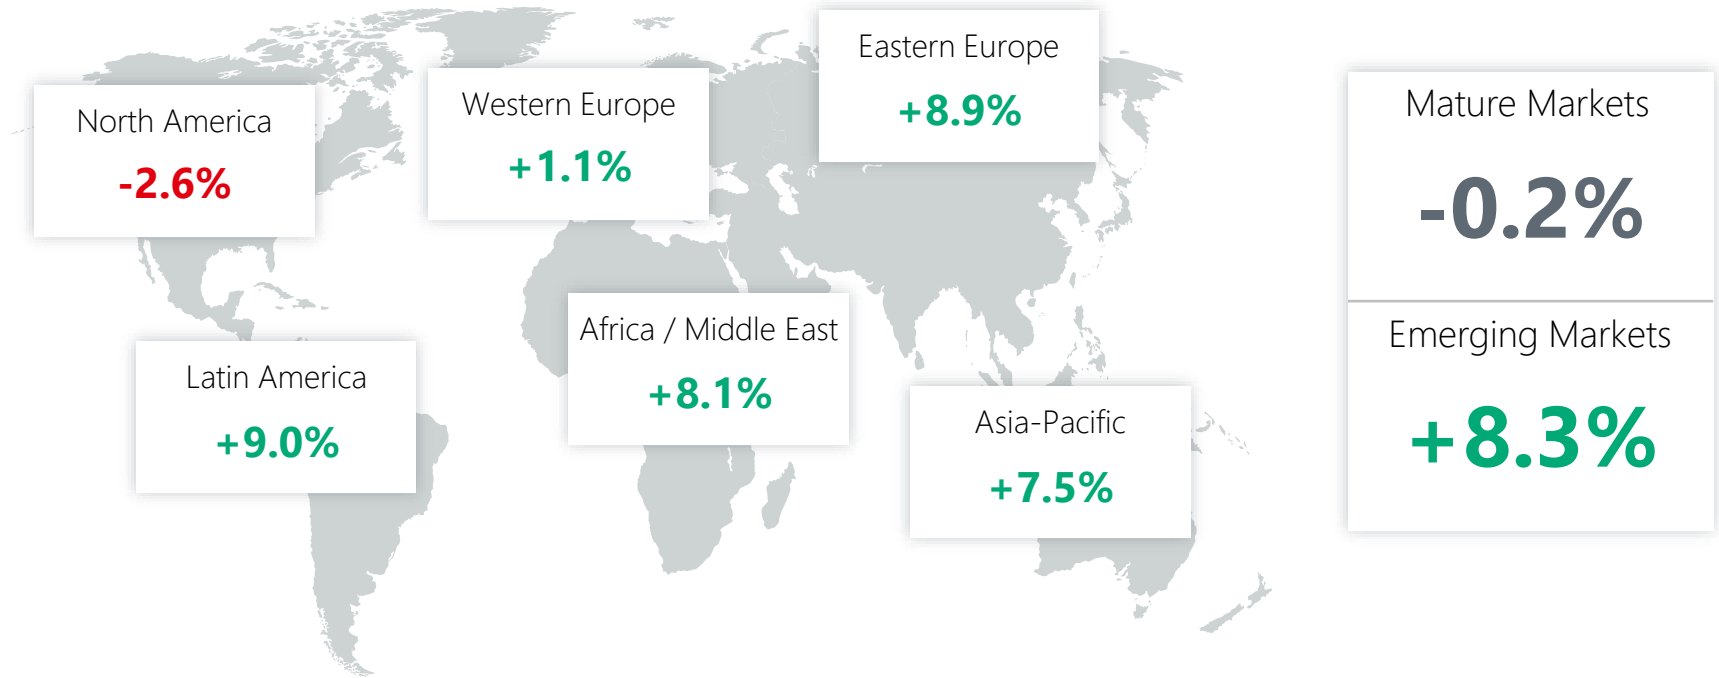 North America
-2.6%
Western Europe
+1.1%
Eastern Europe
+8.9%
Latin America
+9.0%
Africa / Middle East
+8.1%
Asia-Pacific
+7.5%
Mature Markets
-0.2%
Emerging Markets
+8.3%